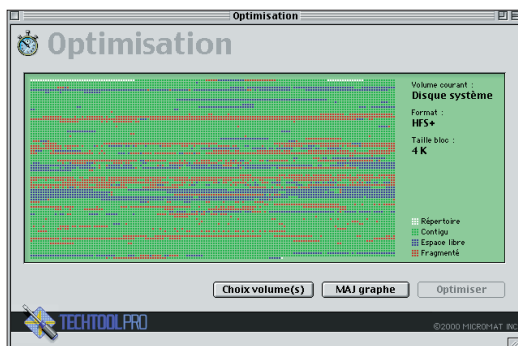 Optimisation
Optimisation
Volume courant :
Disque système
Format :
HFS+
Taille bloc :
4 K
Répertoire
Contigu
Espace libre
Fragmenté
Choix volume(s)
MAJ graphe
Optimiser
TECHTOOL PRO
©2000 MICROMAT INC